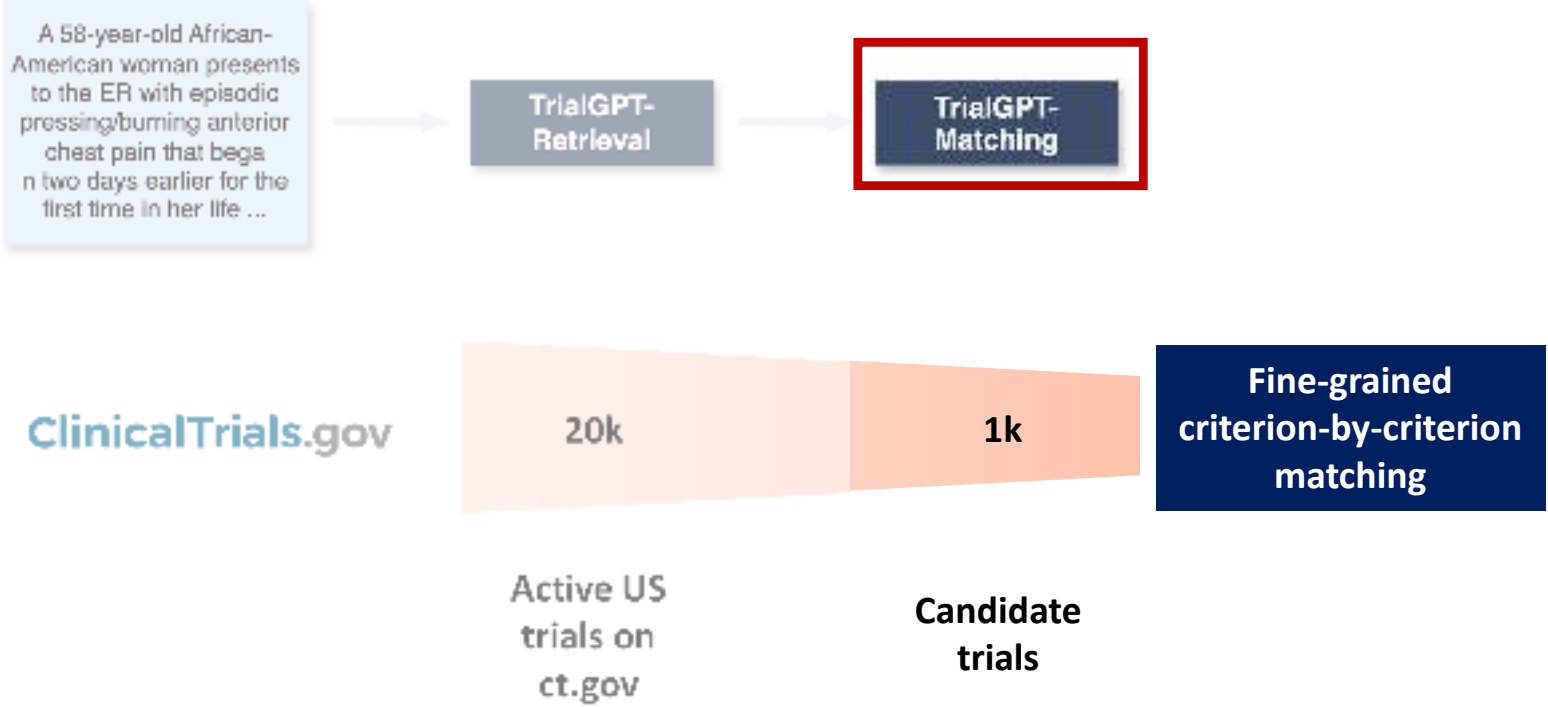 A 58-year-old African-
American woman presents
to the ER with episodic
pressing/burning anterior
chest pain that bega
n two days earlier for the
first time in her life ...
TrialGPT-
Retrieval
TrialGPT-
Matching
ClinicalTrials.gov
20k
1k
Fine-grained
criterion-by-criterion
matching
Active US
trials on
ct.gov
Candidate
trials